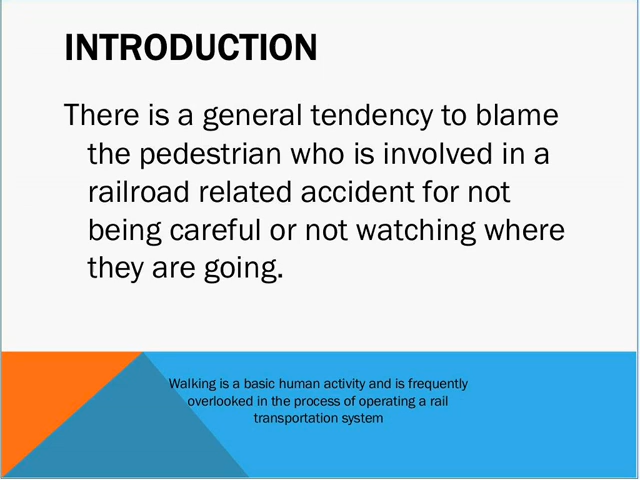 INTRODUCTION
There is a general tendency to blame
the pedestrian who is involved in a
railroad related accident for not
being careful or not watching where
they are going.
Walking is a basic human activity and is frequently
overlooked in the process of operating a rail
transportation system